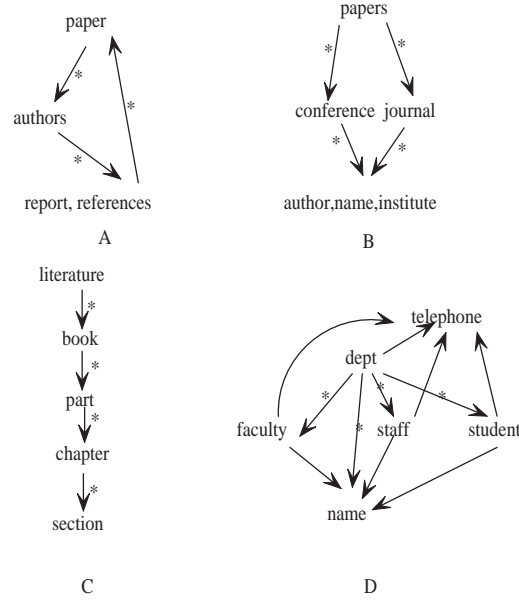 paper
*
authors
*
*
report, references
A
papers
*
*
conference journal
*
*
author,name,institute
B
literature
*
book
*
part
*
chapter
*
section
C
telephone
dept
*
*
*
*
faculty
staff
student
name
D